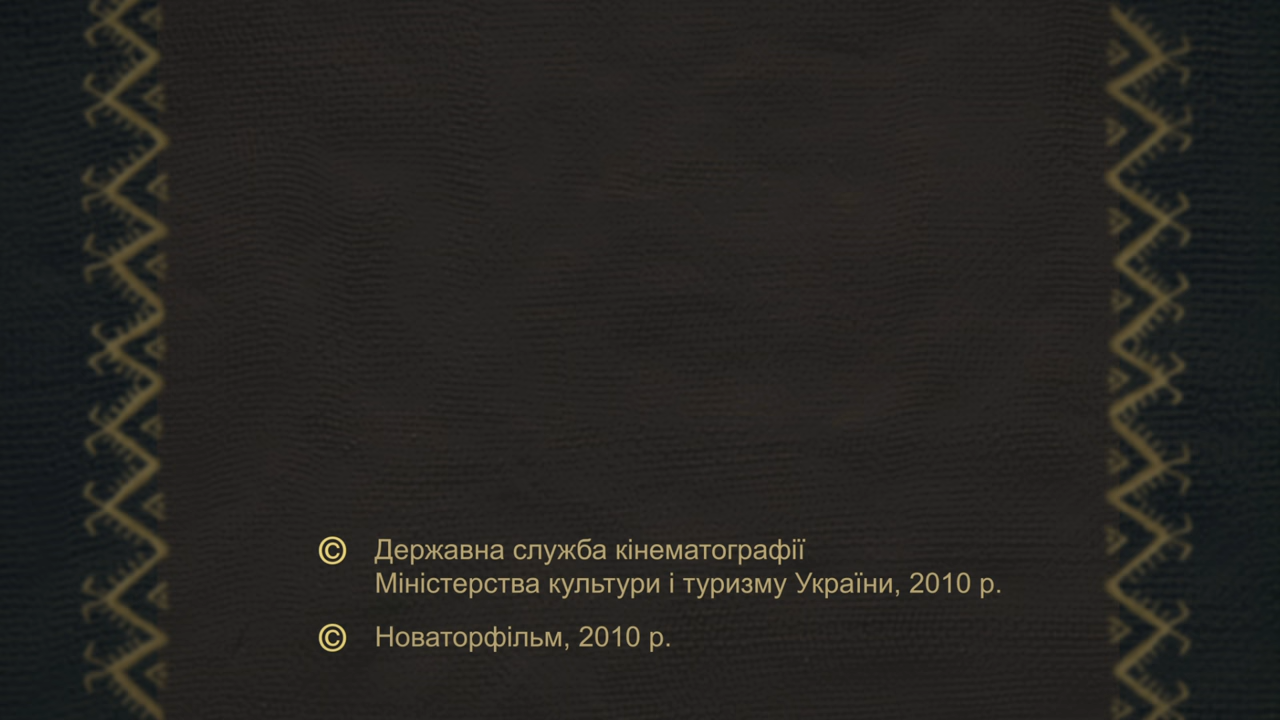 © Державна служба кінематографії
Міністерства культури і туризму України, 2010 р.
© Новаторфільм, 2010 р.